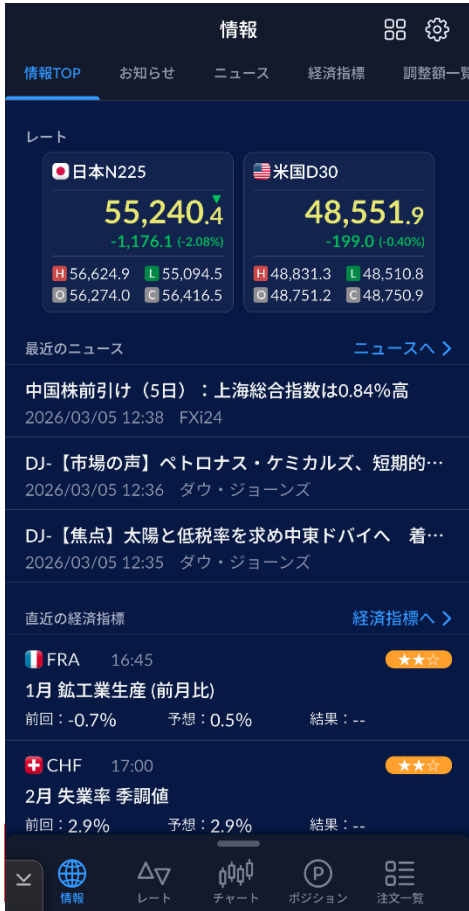 情報
情報TOP お知らせ ニュース 経済指標 調整額一覧
レート
日本N225
55,240.4
-1,176.1 (-2.08%)
H 56,624.9 L 55,094.5
O 56,274.0 C 56,416.5
米国D30
48,551.9
-199.0 (-0.40%)
H 48,831.3 L 48,510.8
O 48,751.2 C 48,750.9
最近のニュース ニュースへ
中国株前引け（5日）：上海総合指数は0.84%高
2026/03/05 12:38 FXi24
DJ-【市場の声】ペトロナス・ケミカルズ、短期的…
2026/03/05 12:36 ダウ・ジョーンズ
DJ-【焦点】太陽と低税率を求め中東ドバイへ　着…
2026/03/05 12:35 ダウ・ジョーンズ
直近の経済指標 経済指標へ
FRA 16:45 ★★☆
1月 鉱工業生産 (前月比)
前回：-0.7% 予想：0.5% 結果：--
CHF 17:00 ★★☆
2月 失業率 季調値
前回：2.9% 予想：2.9% 結果：--
情報 レート チャート P ポジション 注文一覧